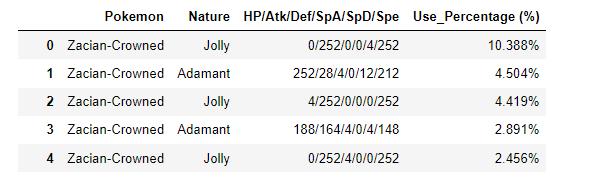 Pokemon Nature HP/Atk/Def/SpA/SpD/Spe Use_Percentage (%)
0 Zacian-Crowned Jolly 0/252/0/0/4/252 10.388%
1 Zacian-Crowned Adamant 252/28/4/0/12/212 4.504%
2 Zacian-Crowned Jolly 4/252/0/0/0/252 4.419%
3 Zacian-Crowned Adamant 188/164/4/0/4/148 2.891%
4 Zacian-Crowned Jolly 0/252/4/0/0/252 2.456%